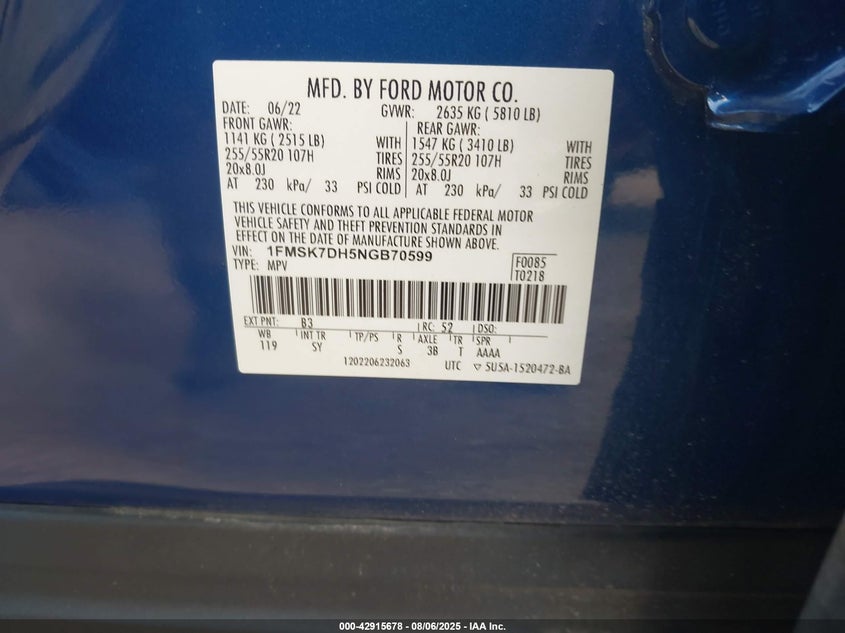 MFD. BY FORD MOTOR CO.
DATE: 06/22 GVWR: 2635 KG ( 5810 LB)
FRONT GAWR: REAR GAWR:
1141 KG ( 2515 LB) WITH 1547 KG ( 3410 LB) WITH
255/55R20 107H TIRES 255/55R20 107H TIRES
20x8.0J RIMS 20x8.0J RIMS
AT 230 kPa/ 33 PSI COLD AT 230 kPa/ 33 PSI COLD
THIS VEHICLE CONFORMS TO ALL APPLICABLE FEDERAL MOTOR
VEHICLE SAFETY AND THEFT PREVENTION STANDARDS IN
EFFECT ON THE DATE OF MANUFACTURE SHOWN ABOVE.
VIN: 1FMSK7DH5NGB70599
TYPE: MPV
F0085
T0218
EXT PNT: B3 RC: 52 DSO:
WB INT TR TP/PS R AXLE TR SPR
119 SY S 3B T AAAA
1202206232063 UTC ▽ 5U5A-1520472-BA
000-42915678 - 08/06/2025 - IAA Inc.